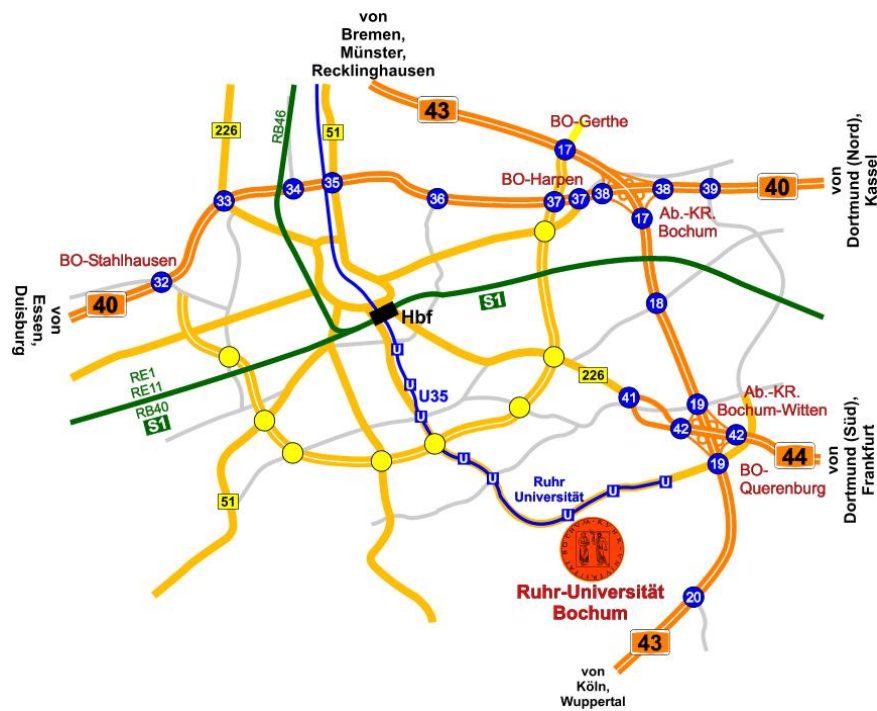 von
Bremen,
Münster,
Recklinghausen
43
BO-Gerthe
226
RB46
51
17
von
Dortmund (Nord),
Kassel
BO-Harpen
33
34
35
36
37
37
38
38
39
40
17
Ab.-KR.
Bochum
BO-Stahlhausen
32
40
von
Essen,
Duisburg
S1
Hbf
18
RE1
RE11
RB40
S1
U
U
U
U35
226
41
19
Ab.-KR.
Bochum-Witten
42
42
44
von
Dortmund (Süd),
Frankfurt
U
U
Ruhr
Universität
U
U
U
19
BO-
Querenburg
51
Ruhr-Universität
Bochum
20
43
von
Köln,
Wuppertal